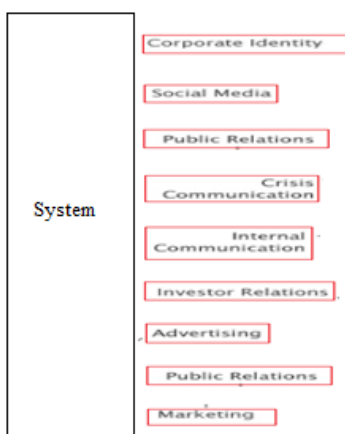 Corporate Identity
Social Media
Public Relations
Crisis
Communication
System
Internal
Communication
Investor Relations
Advertising
Public Relations
Marketing